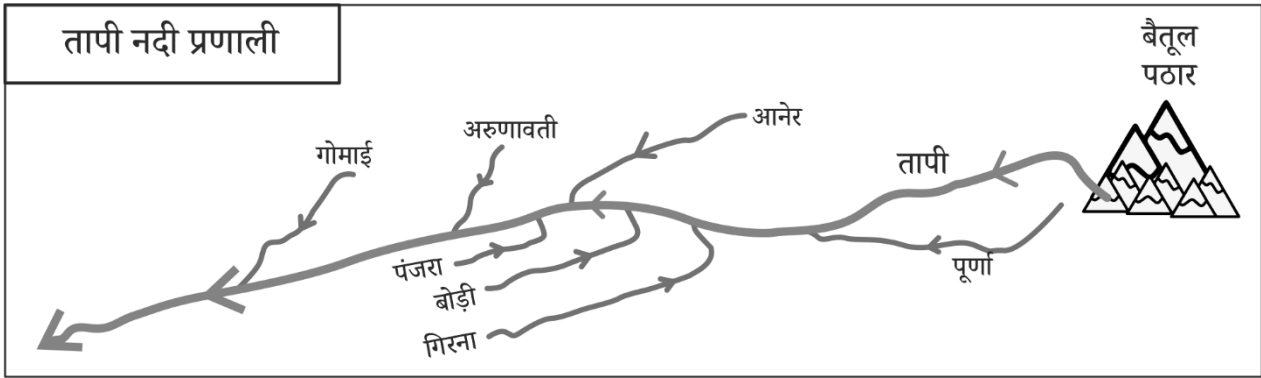 तापी नदी प्रणाली
बैतूल
पठार
आनेर
अरुणावती
गोमाई
तापी
पंजरा
बोड़ी
गिरना
पूर्णा